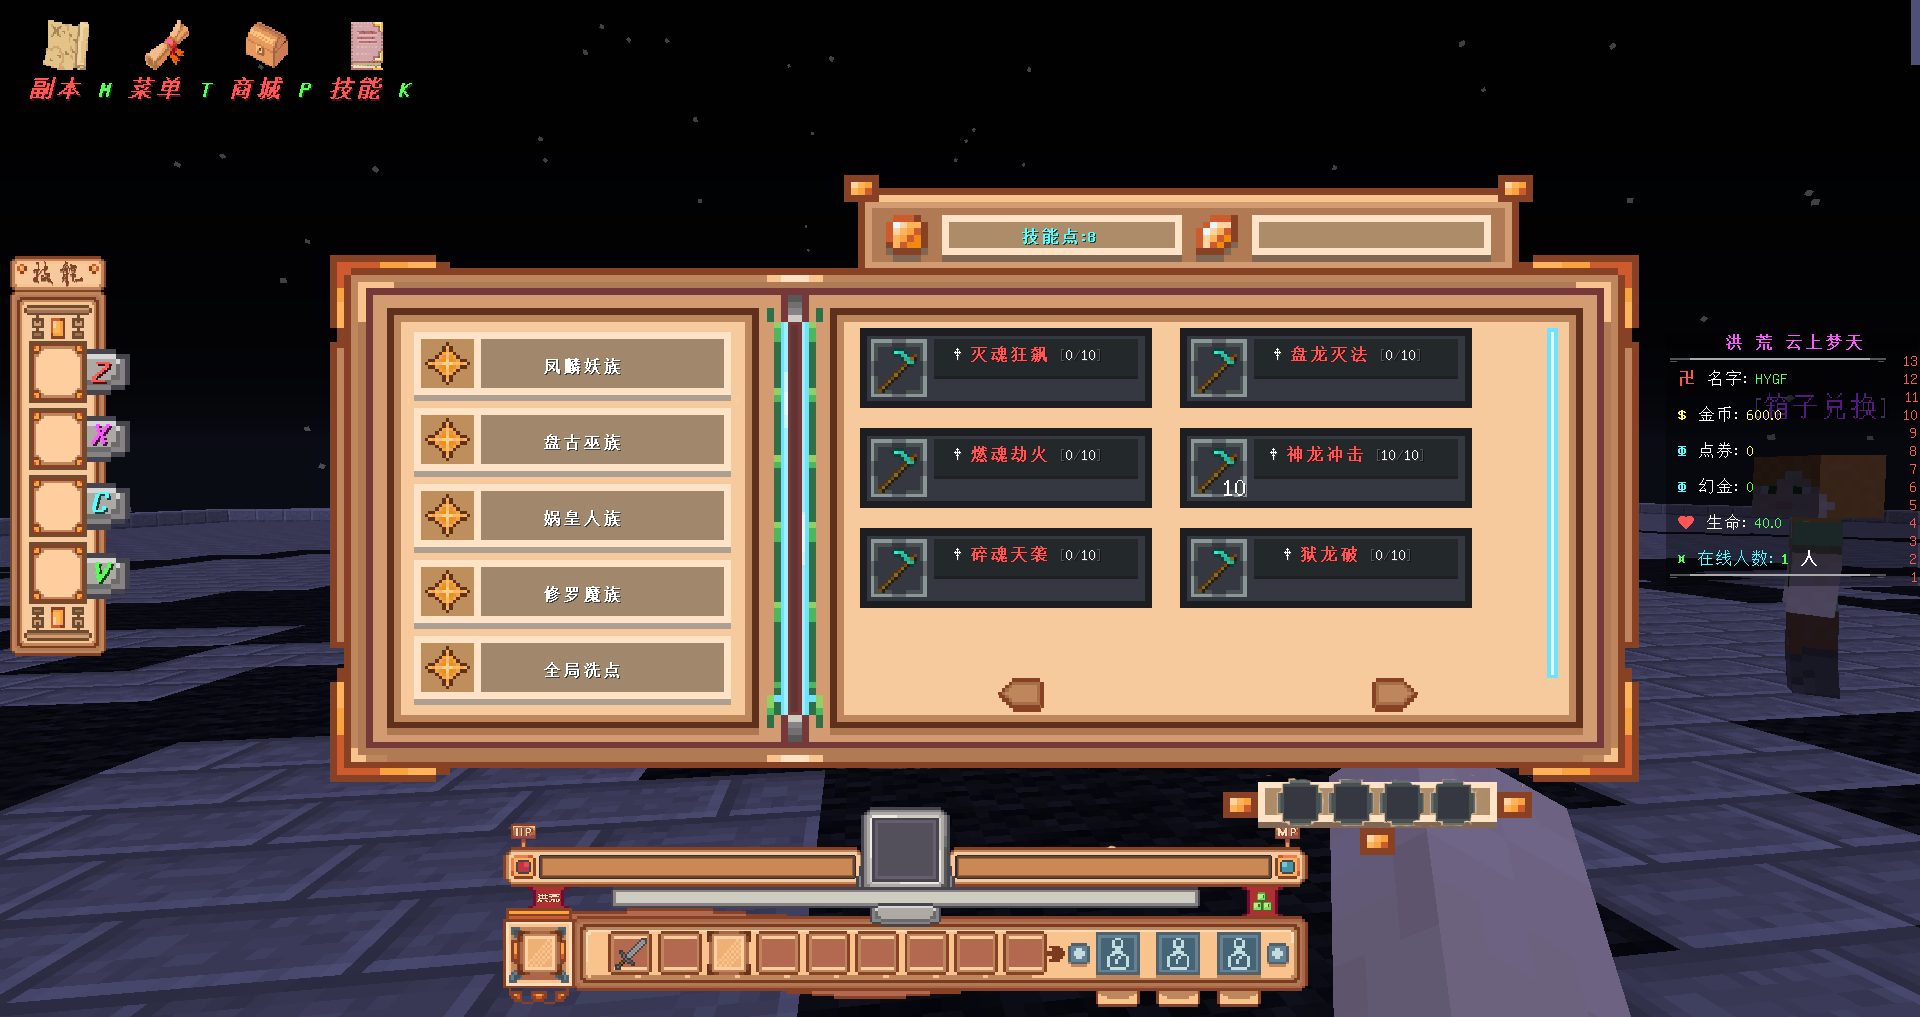 副本 H 菜单 T 商城 P 技能 K
技能点:8
技能
Z
X
C
V
凤麟妖族
盘古巫族
娲皇人族
修罗魔族
全局洗点
灭魂狂飙 [0/10]
盘龙灭法 [0/10]
燃魂劫火 [0/10]
神龙冲击 [10/10]
10
碎魂天袭 [0/10]
狱龙破 [0/10]
洪 荒 云上梦天
名字: HYGF
金币: 600.0
点券: 0
幻金: 0
生命: 40.0
在线人数: 1 人
13
12
11
10
9
8
7
6
5
4
3
2
1
[箱子兑换]
HP
MP
洪荒